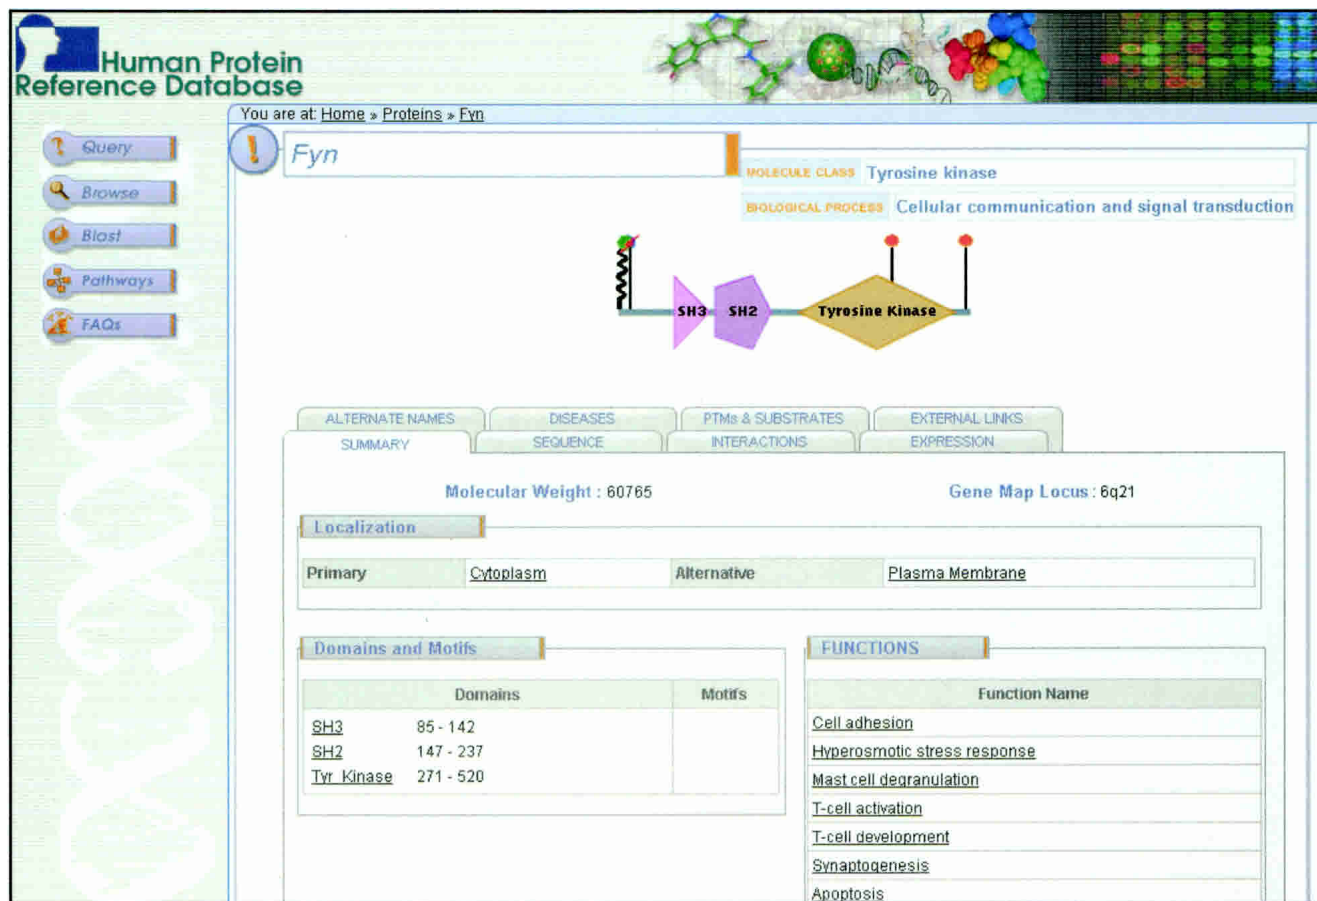 Human Protein
Reference Database
You are at: Home » Proteins » Fyn
Query
Browse
Blast
Pathways
FAQs
! Fyn
MOLECULE CLASS Tyrosine kinase
BIOLOGICAL PROCESS Cellular communication and signal transduction
SH3 SH2 Tyrosine Kinase
ALTERNATE NAMES DISEASES PTMs & SUBSTRATES EXTERNAL LINKS
SUMMARY SEQUENCE INTERACTIONS EXPRESSION
Molecular Weight : 60765 Gene Map Locus : 6q21
Localization
Primary Cytoplasm Alternative Plasma Membrane
Domains and Motifs
Domains Motifs
SH3 85 - 142
SH2 147 - 237
Tyr_Kinase 271 - 520
FUNCTIONS
Function Name
Cell adhesion
Hyperosmotic stress response
Mast cell degranulation
T-cell activation
T-cell development
Synaptogenesis
Apoptosis